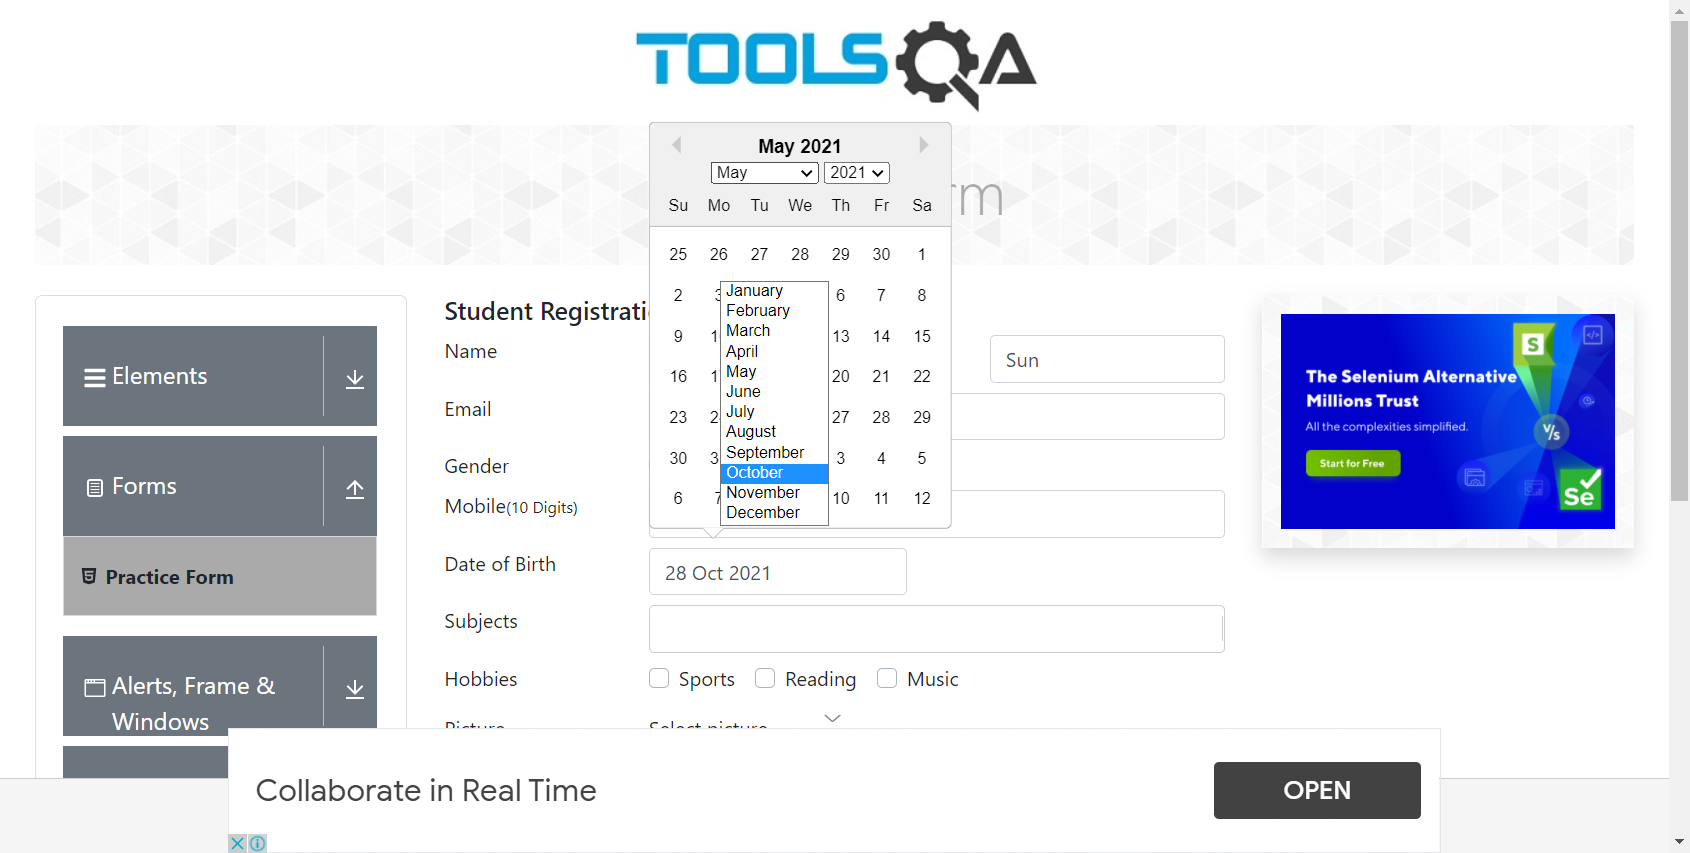 TOOLSQA
May 2021
May 2021
rm
Su Mo Tu We Th Fr Sa
25 26 27 28 29 30 1
2 3 6 7 8
9 13 14 15
16 20 21 22
23 27 28 29
30 3 3 4 5
6 7 10 11 12
January
February
March
April
May
June
July
August
September
October
November
December
Elements
Forms
Practice Form
Alerts, Frame &
Windows
Student Registrati
Name Sun
Email
Gender
Mobile(10 Digits)
Date of Birth 28 Oct 2021
Subjects
Hobbies Sports Reading Music
Picture Select picture
The Selenium Alternative
Millions Trust
All the complexities simplified.
Start for Free
S
V/s
Se
Collaborate in Real Time OPEN